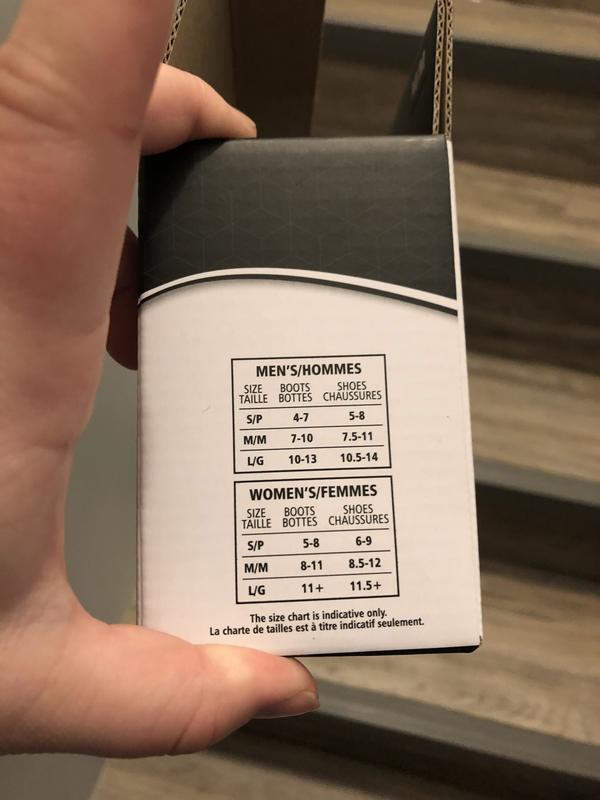 MEN'S/HOMMES
SIZE BOOTS SHOES
TAILLE BOTTES CHAUSSURES
S/P 4-7 5-8
M/M 7-10 7.5-11
L/G 10-13 10.5-14
WOMEN'S/FEMMES
SIZE BOOTS SHOES
TAILLE BOTTES CHAUSSURES
S/P 5-8 6-9
M/M 8-11 8.5-12
L/G 11+ 11.5+
The size chart is indicative only.
La charte de tailles est à titre indicatif seulement.